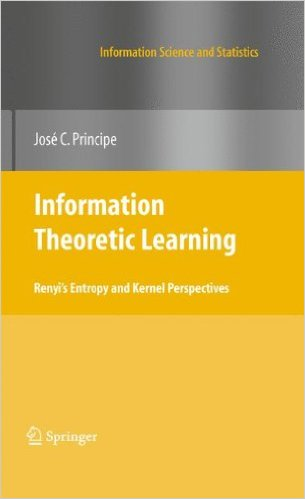 Information Science and Statistics
José C. Principe
Information
Theoretic Learning
Renyi's Entropy and Kernel Perspectives
Springer